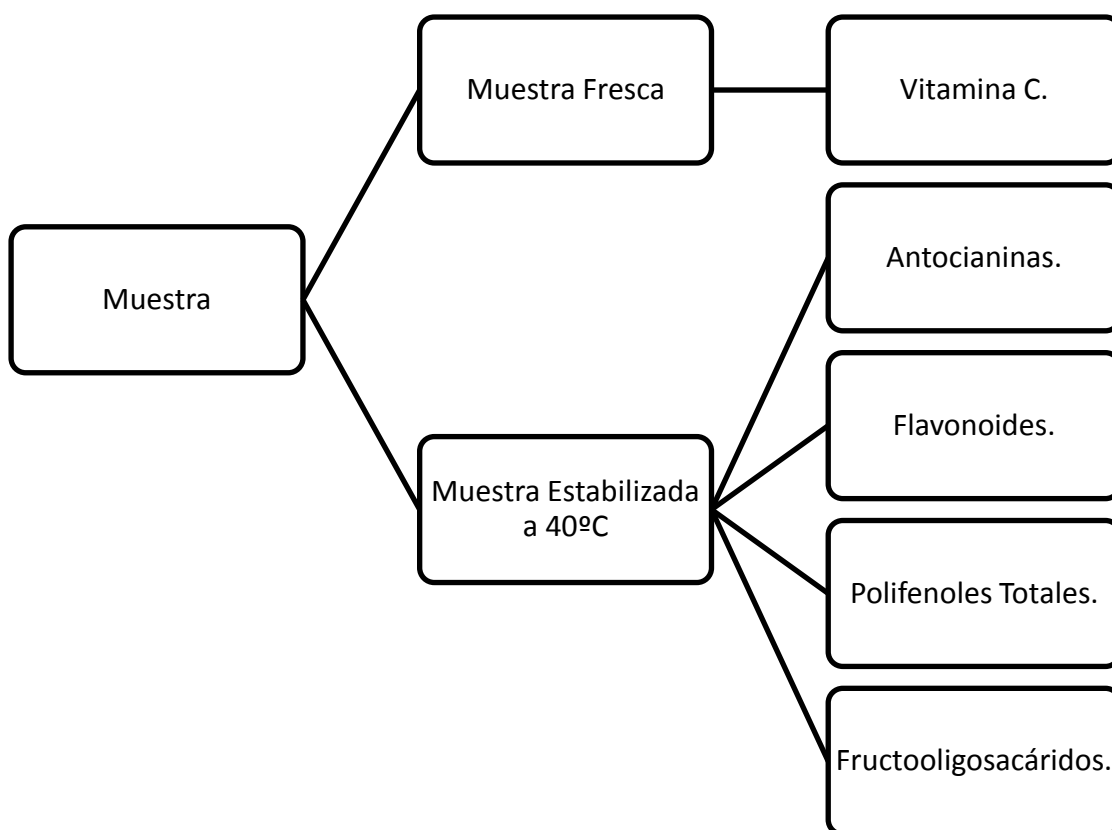 Muestra
Muestra Fresca
Vitamina C.
Muestra Estabilizada
a 40ºC
Antocianinas.
Flavonoides.
Polifenoles Totales.
Fructooligosacáridos.